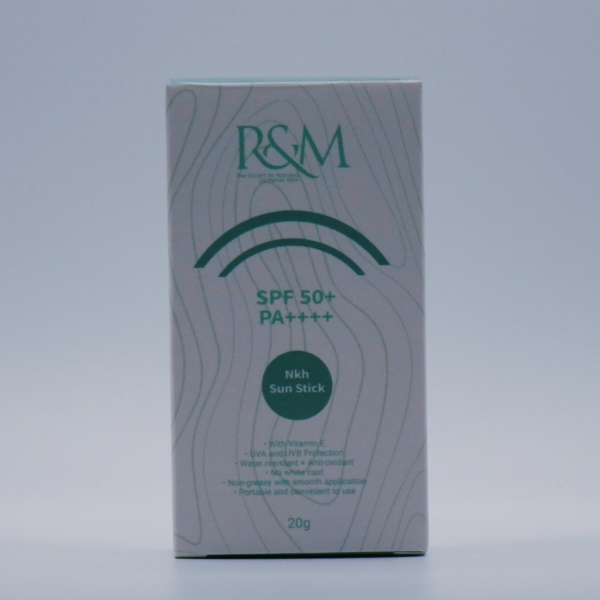 R&M
SPF 50+
PA++++
Nkh
Sun Stick
· With Vitamin E
· UVA and UVB Protection
· Water resistant + Anti-oxidant
· No white cast
· Non-greasy with smooth application
· Portable and convenient to use
20g